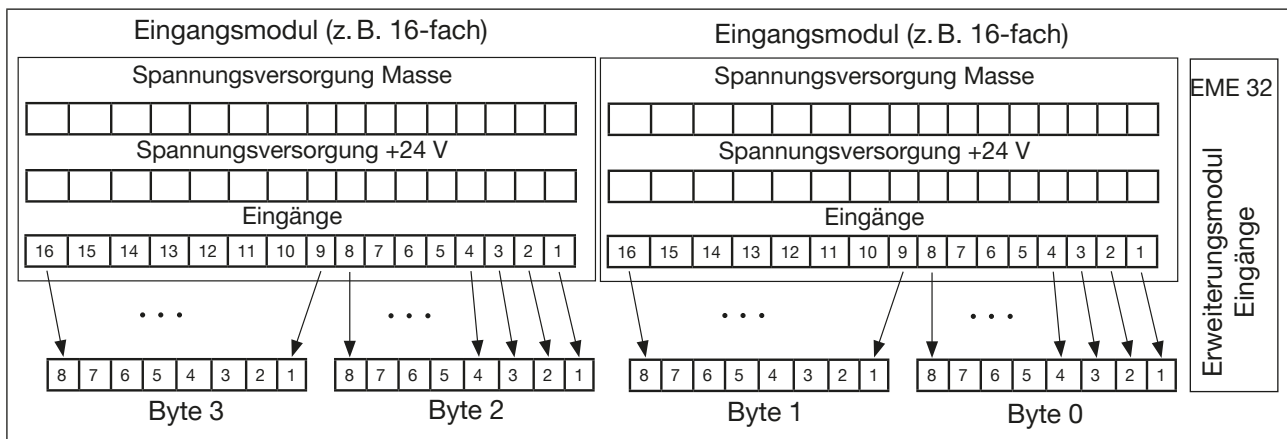 Eingangsmodul (z. B. 16-fach)
Spannungsversorgung Masse
Spannungsversorgung +24 V
Eingänge
16 15 14 13 12 11 10 9 8 7 6 5 4 3 2 1
. . .
. . .
8 7 6 5 4 3 2 1
8 7 6 5 4 3 2 1
Byte 3
Byte 2
Eingangsmodul (z. B. 16-fach)
Spannungsversorgung Masse
Spannungsversorgung +24 V
Eingänge
16 15 14 13 12 11 10 9 8 7 6 5 4 3 2 1
. . .
. . .
8 7 6 5 4 3 2 1
8 7 6 5 4 3 2 1
Byte 1
Byte 0
EME 32
Erweiterungsmodul
Eingänge